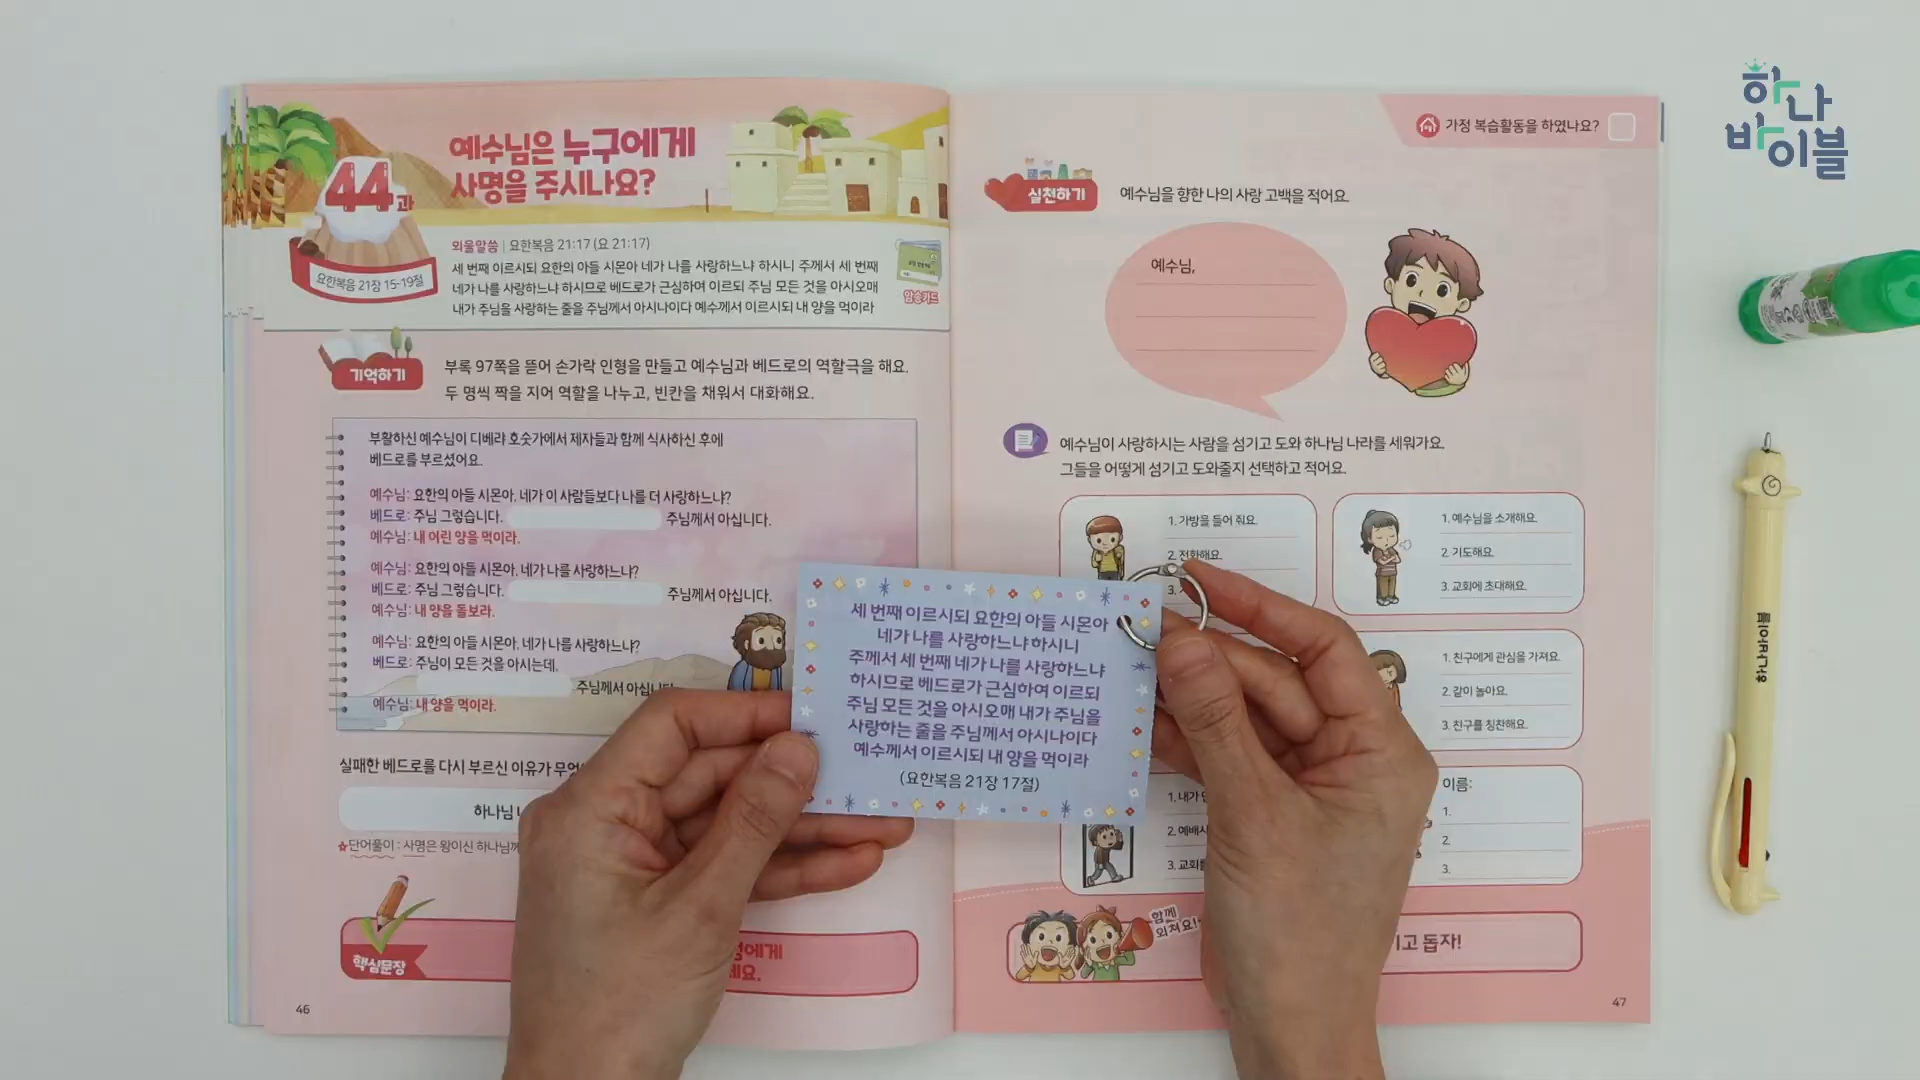 하나
바이블
44과
예수님은 누구에게
사명을 주시나요?
요한복음 21장 15-19절
외울말씀 | 요한복음 21:17 (요 21:17)
세 번째 이르시되 요한의 아들 시몬아 네가 나를 사랑하느냐 하시니 주께서 세 번째
네가 나를 사랑하느냐 하시므로 베드로가 근심하여 이르되 주님 모든 것을 아시오매
내가 주님을 사랑하는 줄을 주님께서 아시나이다 예수께서 이르시되 내 양을 먹이라
암송카드
기억하기
부록 97쪽을 뜯어 손가락 인형을 만들고 예수님과 베드로의 역할극을 해요.
두 명씩 짝을 지어 역할을 나누고, 빈칸을 채워서 대화해요.
부활하신 예수님이 디베랴 호숫가에서 제자들과 함께 식사하신 후에
베드로를 부르셨어요.
예수님: 요한의 아들 시몬아, 네가 이 사람들보다 나를 더 사랑하느냐?
베드로: 주님 그렇습니다. 주님께서 아십니다.
예수님: 내 어린 양을 먹이라.
예수님: 요한의 아들 시몬아, 네가 나를 사랑하느냐?
베드로: 주님 그렇습니다. 주님께서 아십니다.
예수님: 내 양을 돌보라.
예수님: 요한의 아들 시몬아, 네가 나를 사랑하느냐?
베드로: 주님이 모든 것을 아시는데,
주님께서 아십니다
예수님: 내 양을 먹이라.
실패한 베드로를 다시 부르신 이유가
하나님
단어풀이 : 사명은 왕이신 하나님께
핵심문장
46
세 번째 이르시되 요한의 아들 시몬아
네가 나를 사랑하느냐 하시니
주께서 세 번째 네가 나를 사랑하느냐
하시므로 베드로가 근심하여 이르되
주님 모든 것을 아시오매 내가 주님을
사랑하는 줄을 주님께서 아시나이다
예수께서 이르시되 내 양을 먹이라
(요한복음 21장 17절)
가정 복습활동을 하였나요?
실천하기
예수님을 향한 나의 사랑 고백을 적어요.
예수님,
예수님이 사랑하시는 사람을 섬기고 도와 하나님 나라를 세워가요.
그들을 어떻게 섬기고 도와줄지 선택하고 적어요.
1. 가방을 들어 줘요.
2. 전화해요.
3.
1. 예수님을 소개해요.
2. 기도해요.
3. 교회에 초대해요.
1. 친구에게 관심을 가져요.
2. 같이 놀아요.
3. 친구를 칭찬해요.
1. 내가
2.
3.
이름:
1.
2.
3.
함께
외쳐요!
돕자!
47
하나바이블